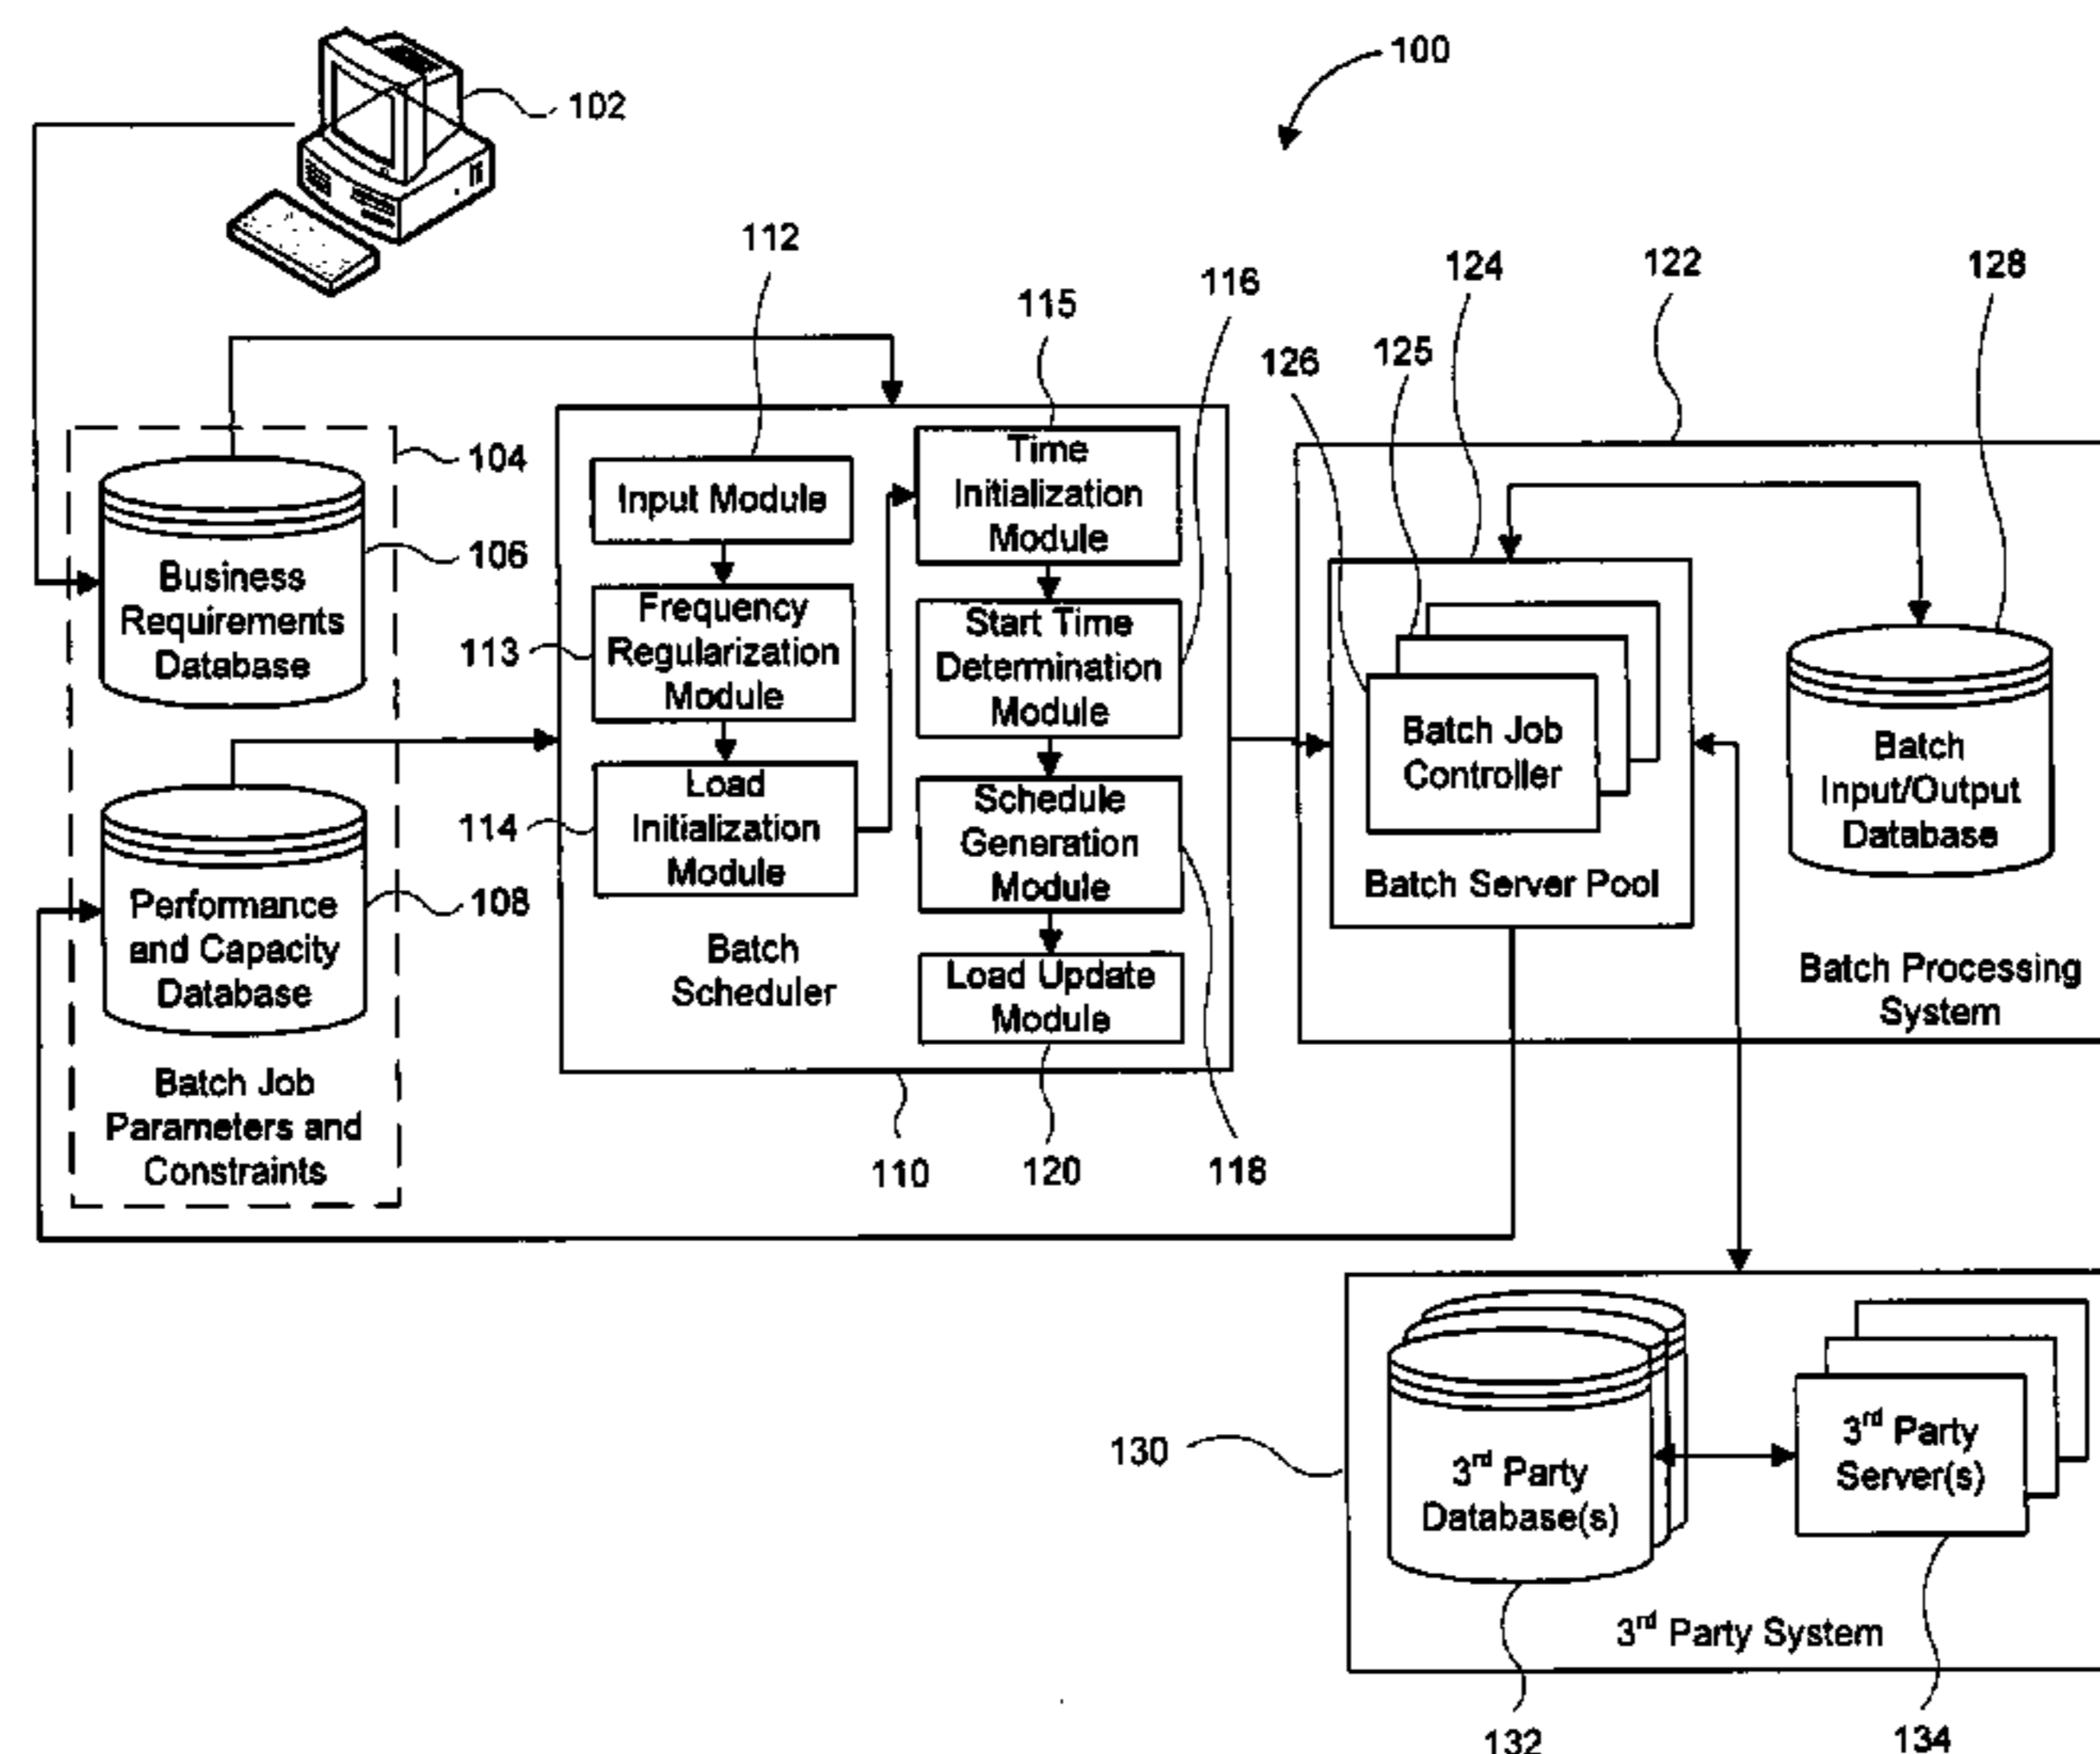 100
102
112
115
116
124
122
128
126
125
104
Input Module
Time
Initialization
Module
106
Business
Requirements
Database
113
Frequency
Regularization
Module
Start Time
Determination
Module
Batch Job
Controller
Batch
Input/Output
Database
114
Load
Initialization
Module
Schedule
Generation
Module
Batch Server Pool
108
Performance
and Capacity
Database
Batch
Scheduler
Load Update
Module
Batch Processing
System
Batch Job
Parameters and
Constraints
110
120
118
130
3rd Party
Database(s)
3rd Party
Server(s)
3rd Party System
132
134